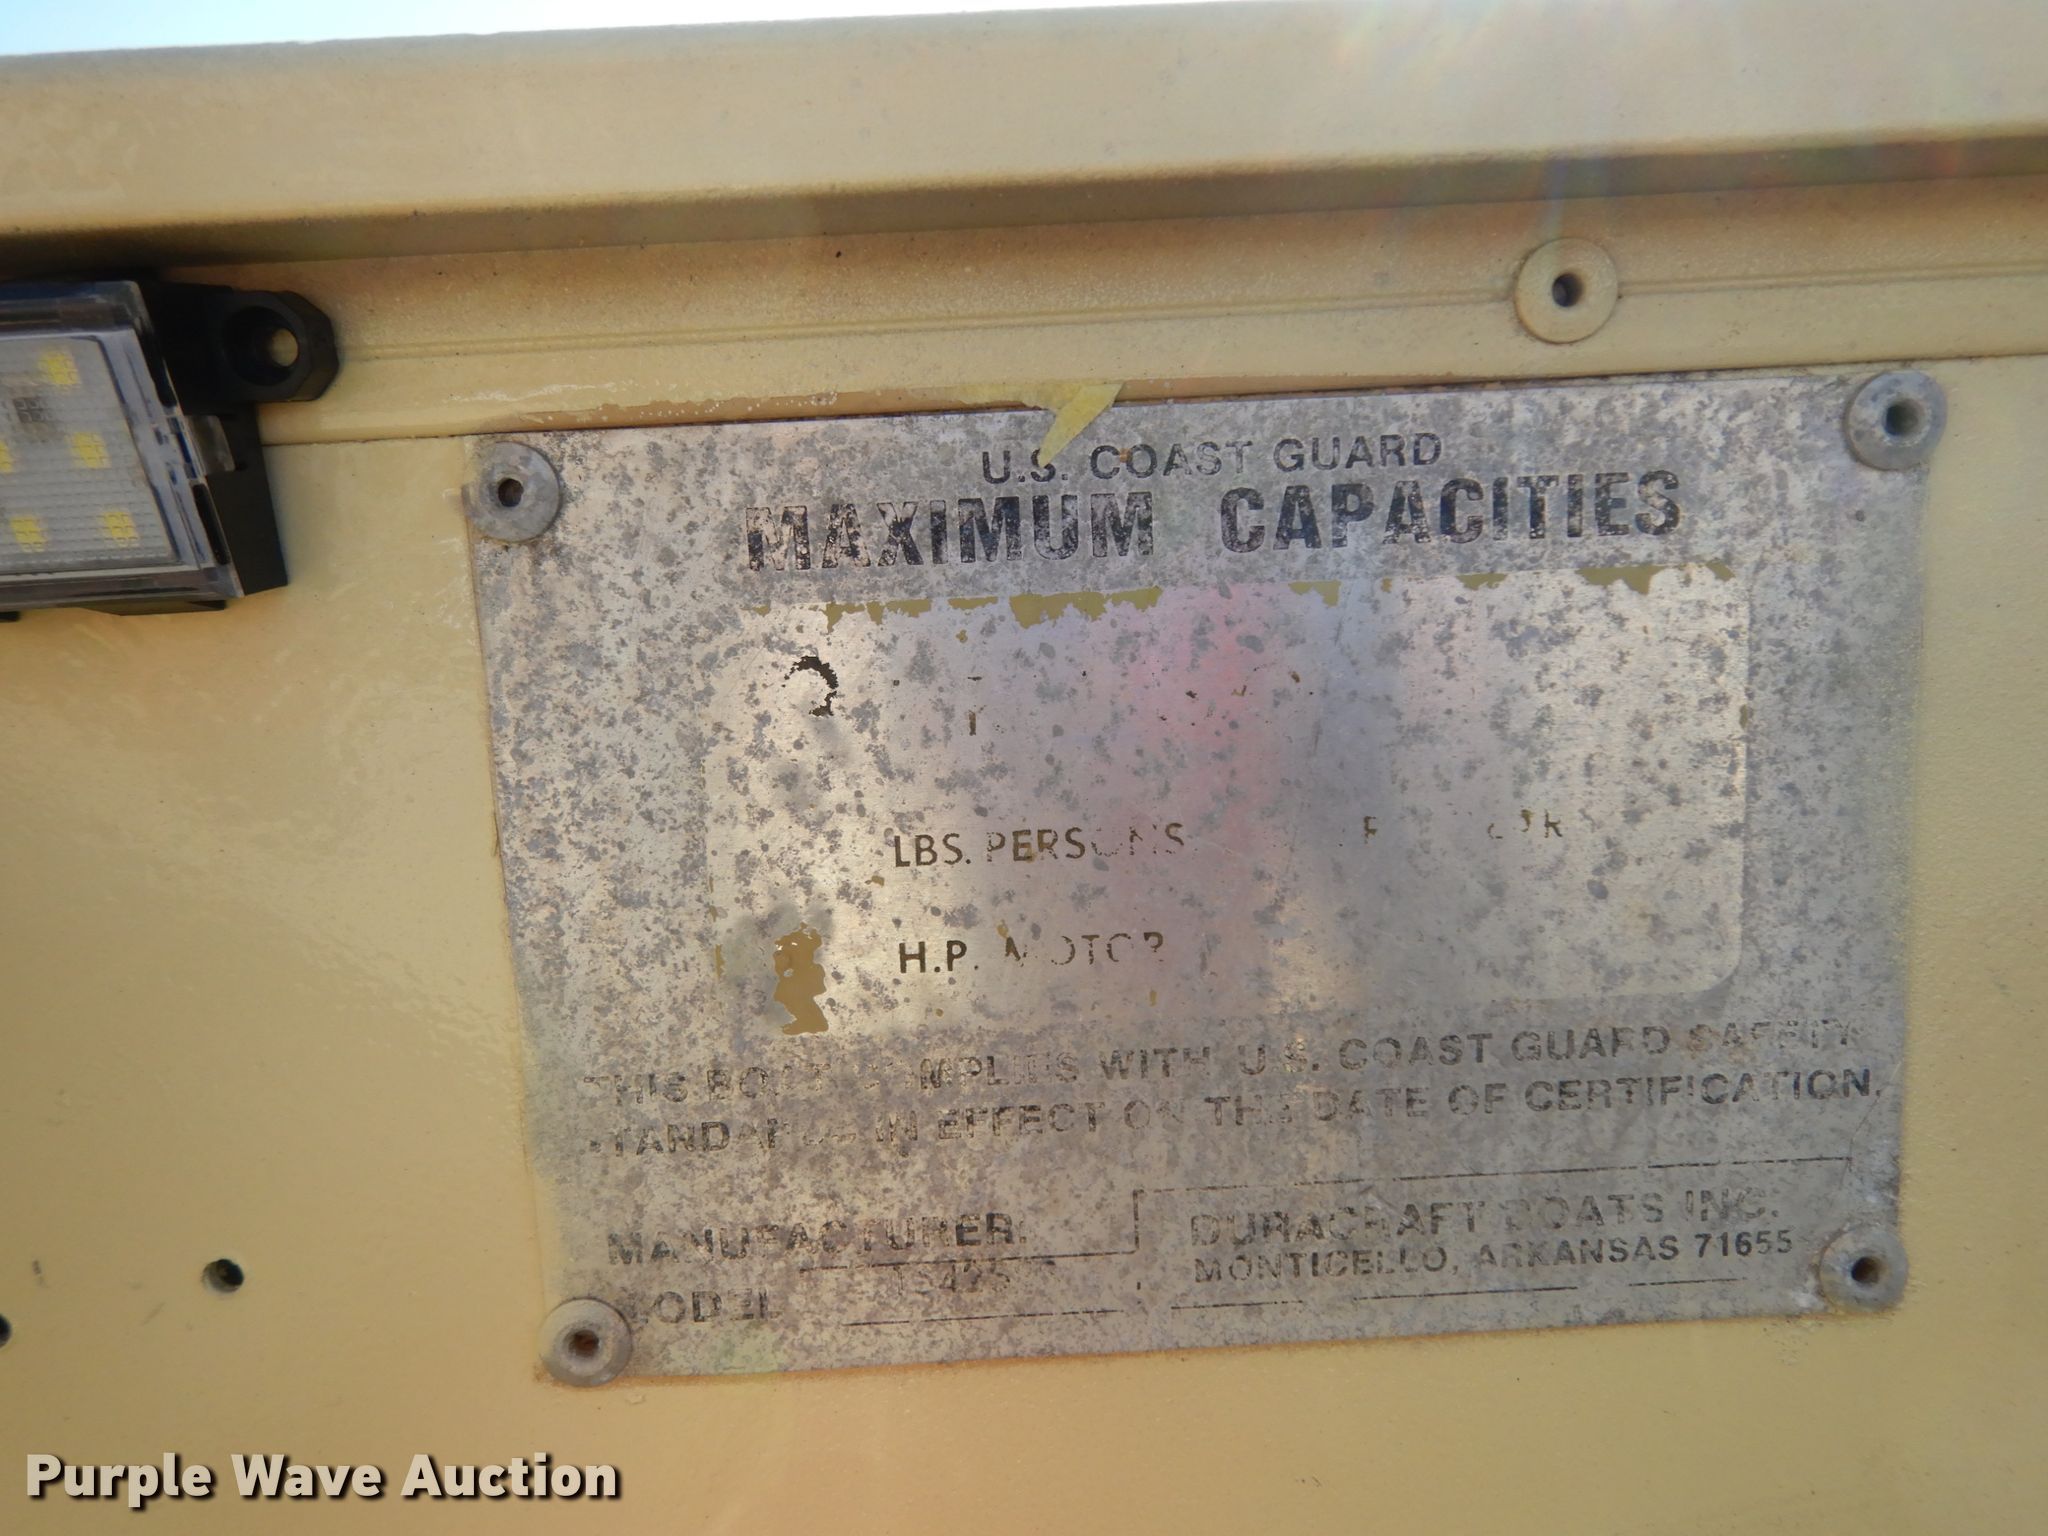 U.S. COAST GUARD
MAXIMUM CAPACITIES
LBS. PERSONS
H.P. MOTOR
THIS BOAT COMPLIES WITH U.S. COAST GUARD SAFETY
STANDARDS IN EFFECT ON THE DATE OF CERTIFICATION.
MANUFACTURER: DURACRAFT BOATS INC.
MONTICELLO, ARKANSAS 71655
MODEL
Purple Wave Auction